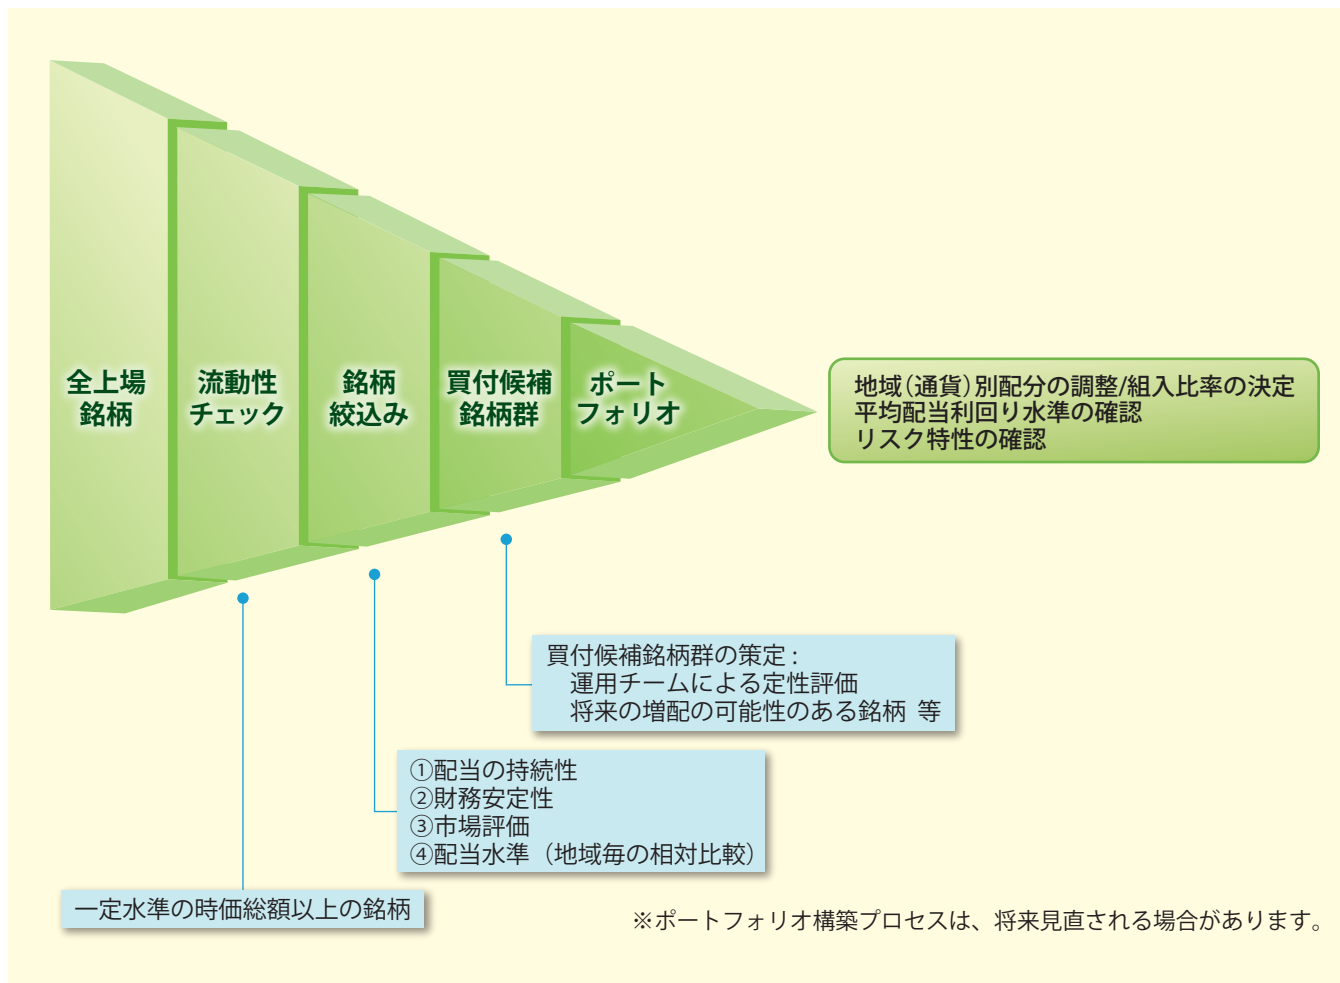 全上場
銘柄
流動性
チェック
銘柄
絞込み
買付候補
銘柄群
ポート
フォリオ
地域(通貨)別配分の調整/組入比率の決定
平均配当利回り水準の確認
リスク特性の確認
買付候補銘柄群の策定:
運用チームによる定性評価
将来の増配の可能性のある銘柄 等
①配当の持続性
②財務安定性
③市場評価
④配当水準（地域毎の相対比較）
一定水準の時価総額以上の銘柄
※ポートフォリオ構築プロセスは、将来見直される場合があります。